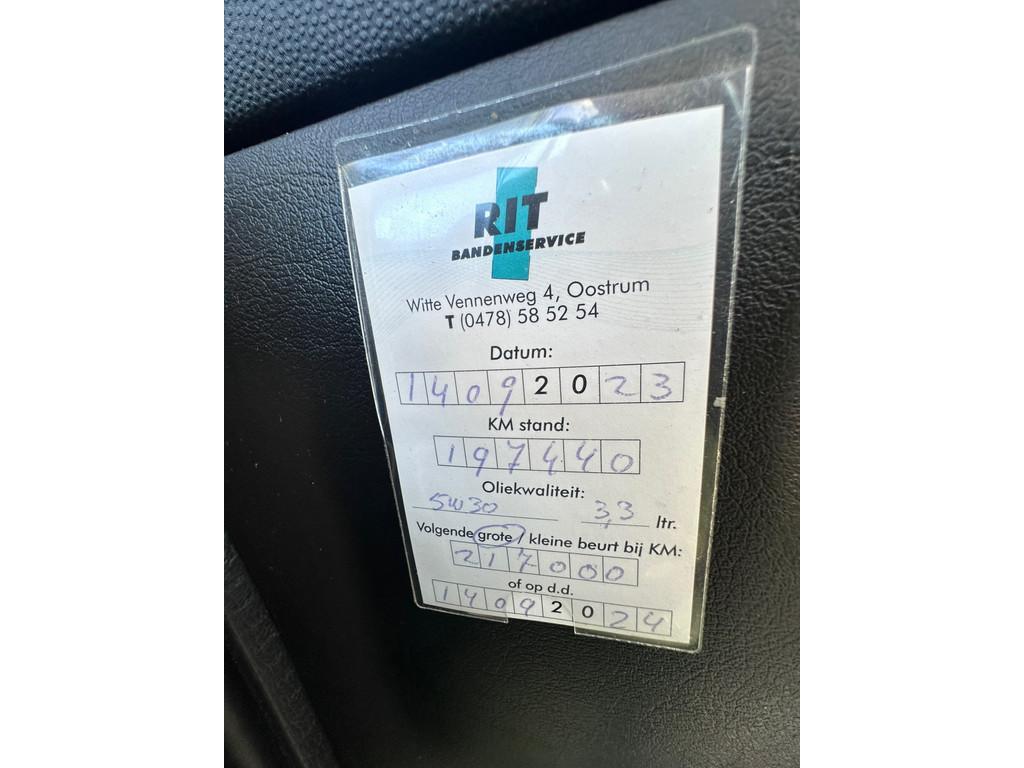 RIT
BANDENSERVICE
Witte Vennenweg 4, Oostrum
T (0478) 58 52 54
Datum:
14092023
KM stand:
197440
Oliekwaliteit:
5W30 3,3 ltr.
Volgende grote / kleine beurt bij KM:
217000
of op d.d.
14092024